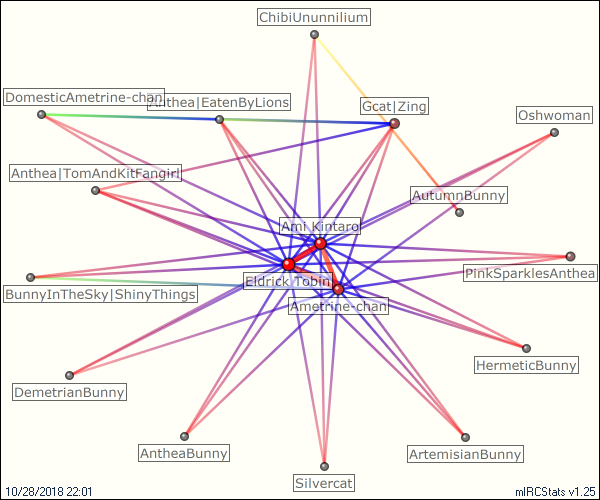 ChibiUnunnilium
DomesticAmetrine-chan
Anthea|EatenByLions
Gcat|Zing
Oshwoman
Anthea|TomAndKitFangirl
AutumnBunny
Ami_Kintaro
Eldrick_Tobin
PinkSparklesAnthea
BunnyInTheSky|ShinyThings
Ametrine-chan
HermeticBunny
DemetrianBunny
AntheaBunny
ArtemisianBunny
Silvercat
10/28/2018 22:01
mIRCStats v1.25